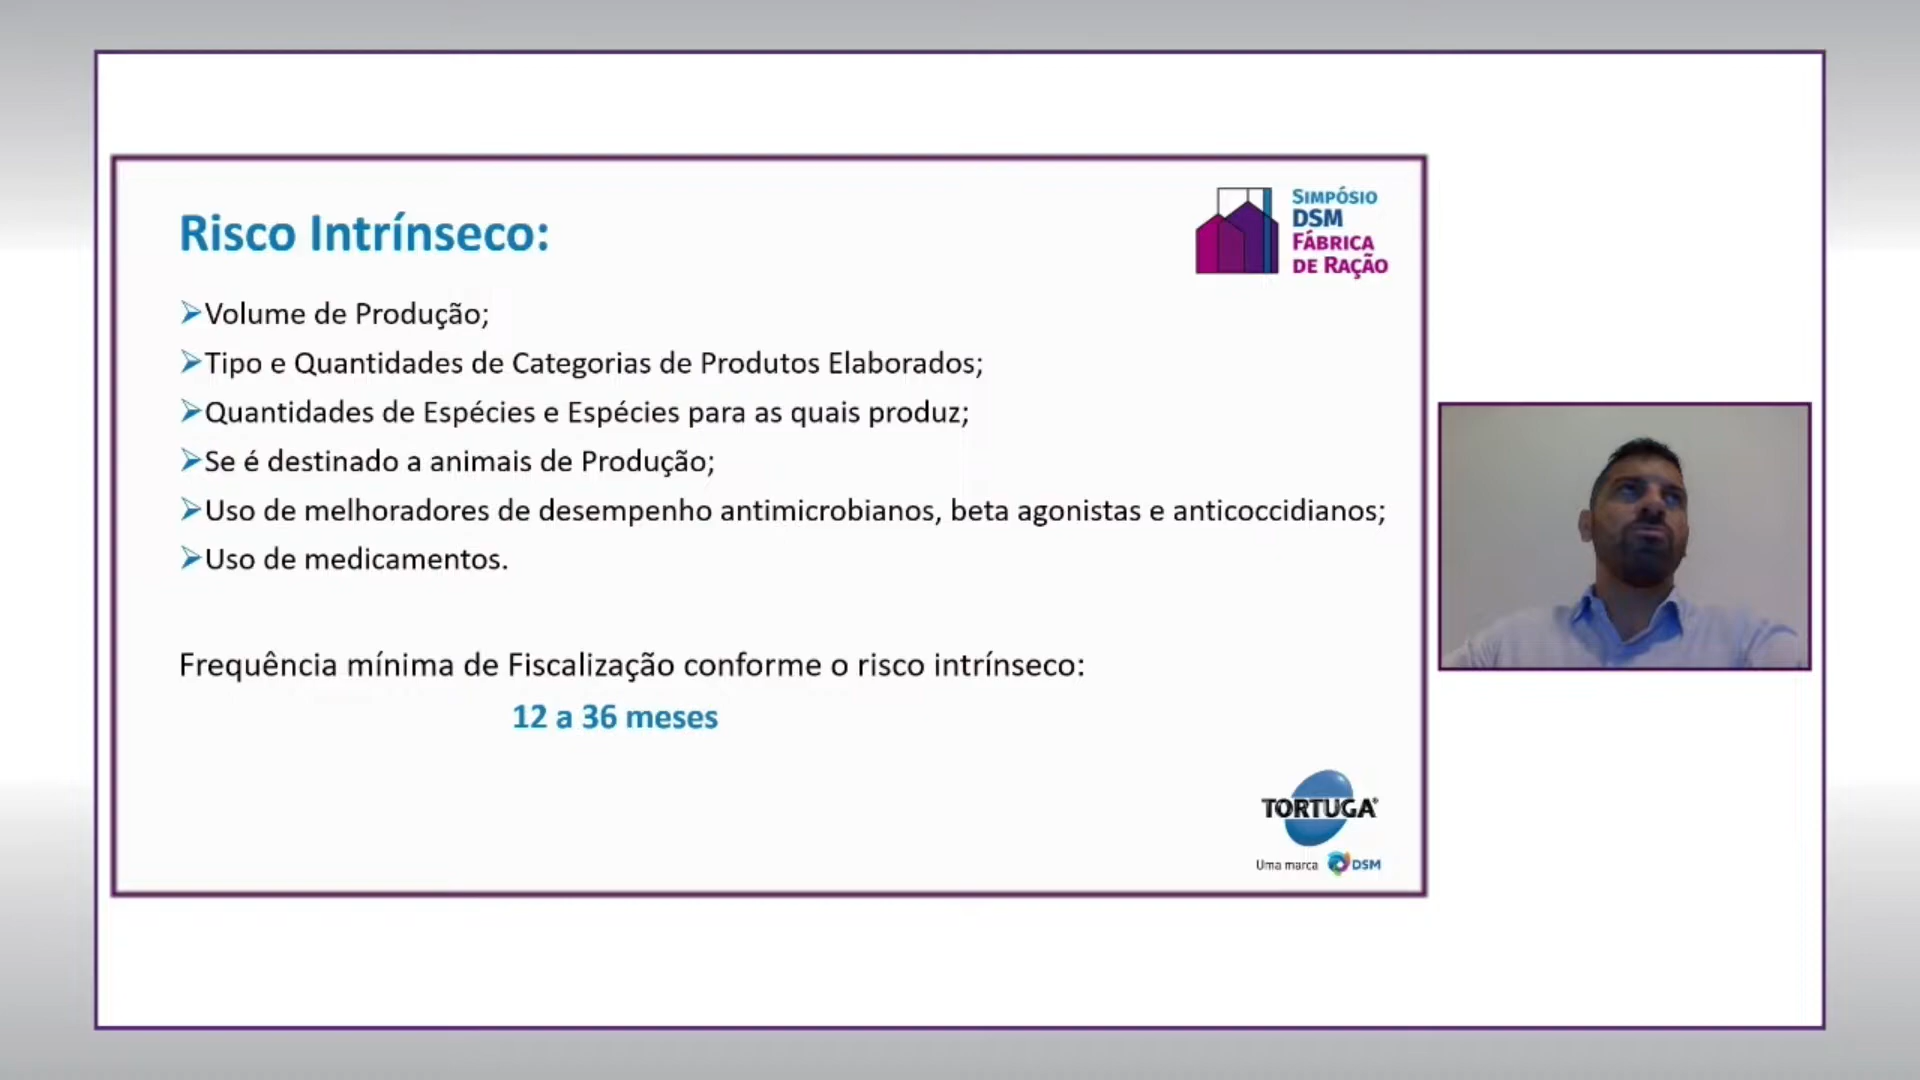 Risco Intrínseco:
SIMPÓSIO
DSM
FÁBRICA
DE RAÇÃO
Volume de Produção;
Tipo e Quantidades de Categorias de Produtos Elaborados;
Quantidades de Espécies e Espécies para as quais produz;
Se é destinado a animais de Produção;
Uso de melhoradores de desempenho antimicrobianos, beta agonistas e anticoccidianos;
Uso de medicamentos.
Frequência mínima de Fiscalização conforme o risco intrínseco:
12 a 36 meses
TORTUGA®
Uma marca DSM